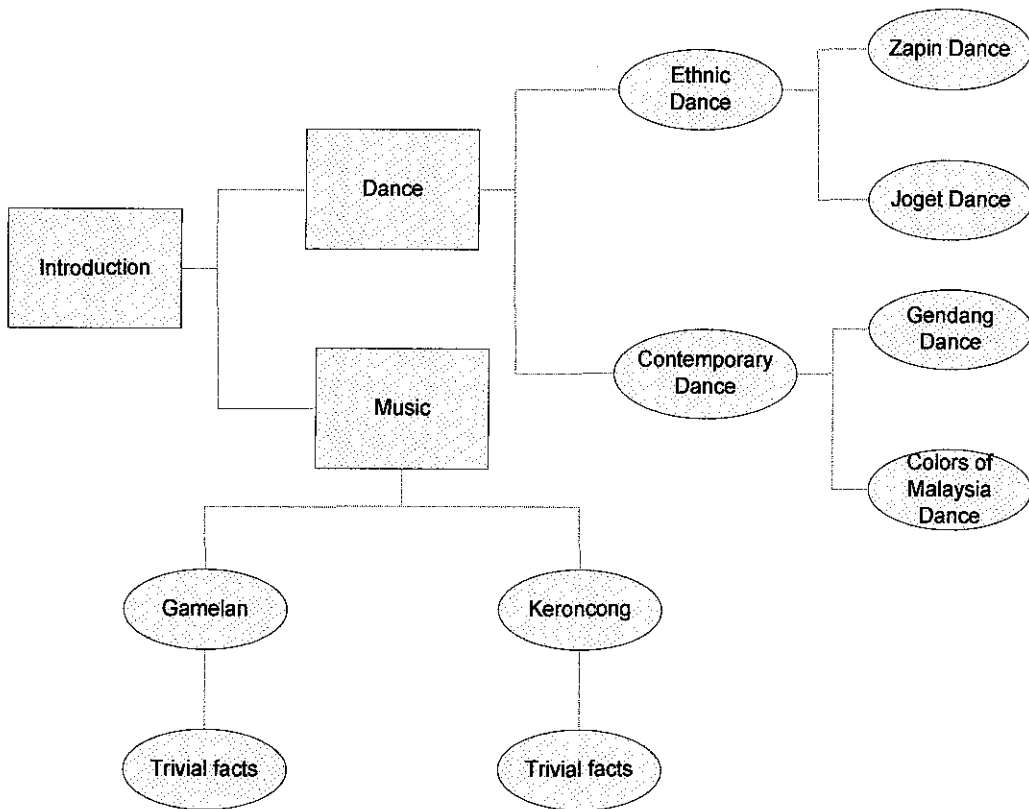 Introduction
Dance
Music
Ethnic
Dance
Contemporary
Dance
Zapin Dance
Joget Dance
Gendang
Dance
Colors of
Malaysia
Dance
Gamelan
Trivial facts
Keroncong
Trivial facts